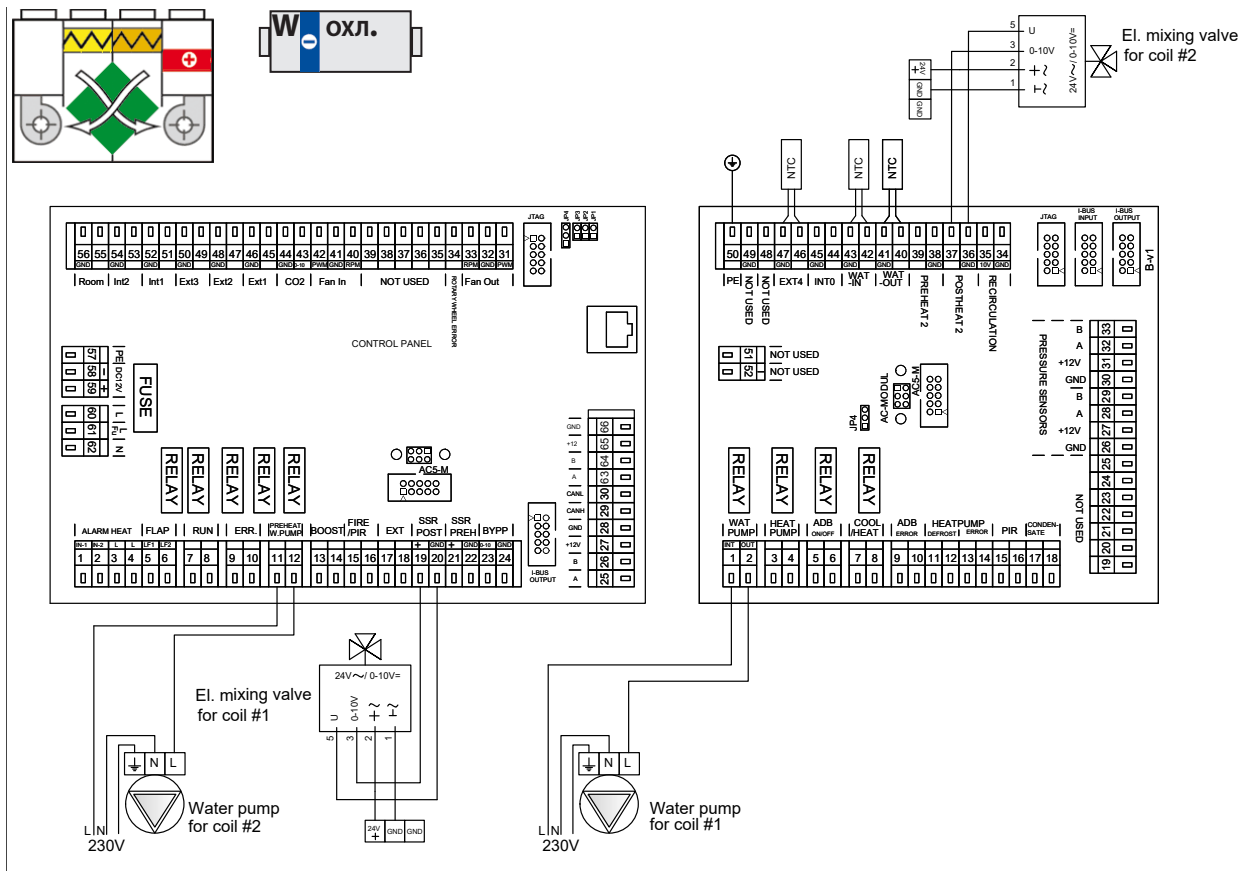 W ОХЛ.
El. mixing valve
for coil #2
5 U
3 0-10V
2
1
24V~/ 0-10V=
24V
GND
GND
NTC
NTC
NTC
JTAG
JP4
JP3
JP2
JP1
56 55 54 53 52 51 50 49 48 47 46 45 44 43 42 41 40 39 38 37 36 35 34 33 32 31
GND GND GND GND GND GND GND 0-10 PWM GND RPM RPM GND PWM
Room Int2 Int1 Ext3 Ext2 Ext1 CO2 Fan In NOT USED ROTARY WHEEL ERROR Fan Out
CONTROL PANEL
57 58 59
PE DC12V - +
60 61 62
L L Fu N
FUSE
RELAY RELAY RELAY RELAY RELAY
AC5-M
GND 66
+12 65
B 64
A 63
CANL 30
CANH 29
GND 28
+12V 27
B 26
A 25
I-BUS
OUTPUT
ALARM HEAT FLAP RUN ERR. PREHEAT W.PUMP BOOST FIRE /PIR EXT SSR POST SSR PREH BYPP
IN-1 IN-2 L L LF1 LF2 + GND + GND 0-10 GND
1 2 3 4 5 6 7 8 9 10 11 12 13 14 15 16 17 18 19 20 21 22 23 24
JTAG
I-BUS
INPUT
I-BUS
OUTPUT
B-v1
50 49 48 47 46 45 44 43 42 41 40 39 38 37 36 35 34
GND GND GND GND GND GND GND 10V GND
PE NOT USED NOT USED EXT4 INT0 WAT -IN WAT -OUT PREHEAT 2 POSTHEAT 2 RECIRCULATION
51 NOT USED
52 NOT USED
AC-MODUL
AC5-M
JP4
PRESSURE SENSORS
B 33
A 32
+12V 31
GND 30
B 29
A 28
+12V 27
GND 26
25
24
23
22
21
20
19
NOT USED
RELAY RELAY RELAY RELAY
WAT PUMP HEAT PUMP ADB ON/OFF COOL /HEAT ADB ERROR HEATPUMP DEFROST ERROR PIR CONDEN- SATE
INT OUT
1 2 3 4 5 6 7 8 9 10 11 12 13 14 15 16 17 18
El. mixing valve
for coil #1
24V~/ 0-10V=
U 0-10V
5 3 2 1
24V + GND GND
N L
Water pump
for coil #2
L N
230V
N L
Water pump
for coil #1
L N
230V